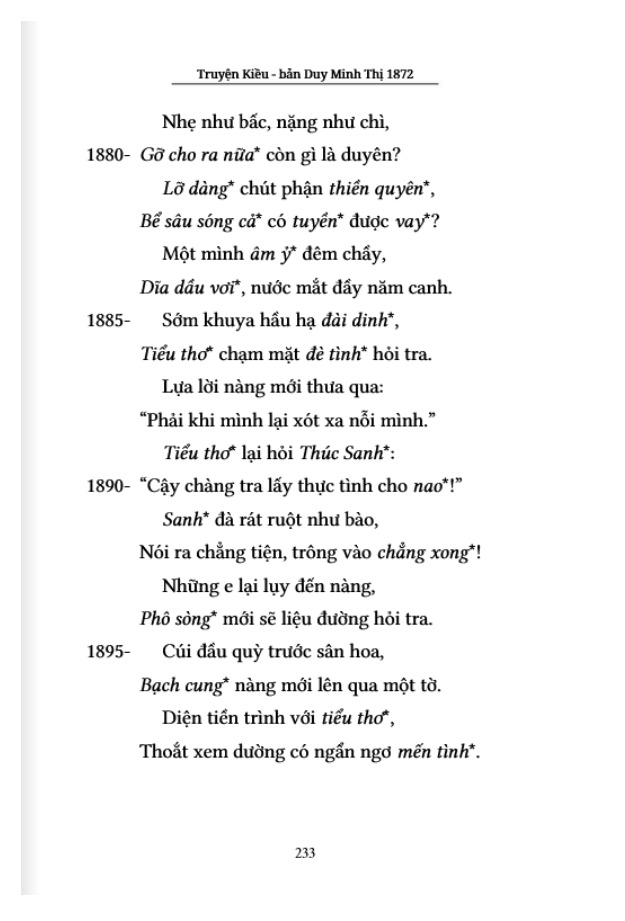 Truyện Kiều - bản Duy Minh Thị 1872
Nhẹ như bấc, nặng như chì,
1880- Gỡ cho ra nữa* còn gì là duyên?
Lỡ dàng* chút phận thiền quyên*,
Bể sâu sóng cả* có tuyền* được vay*?
Một mình âm ỷ* đêm chầy,
Dĩa dầu vơi*, nước mắt đầy năm canh.
1885- Sớm khuya hầu hạ đài dinh*,
Tiểu thơ* chạm mặt đè tình* hỏi tra.
Lựa lời nàng mới thưa qua:
“Phải khi mình lại xót xa nỗi mình.”
Tiểu thơ* lại hỏi Thúc Sanh*:
1890- “Cậy chàng tra lấy thực tình cho nao*!”
Sanh* đà rát ruột như bào,
Nói ra chẳng tiện, trông vào chẳng xong*!
Những e lại lụy đến nàng,
Phô sòng* mới sẽ liệu đường hỏi tra.
1895- Cúi đầu quỳ trước sân hoa,
Bạch cung* nàng mới lên qua một tờ.
Diện tiền trình với tiểu thơ*,
Thoắt xem dường có ngẩn ngơ mến tình*.
233